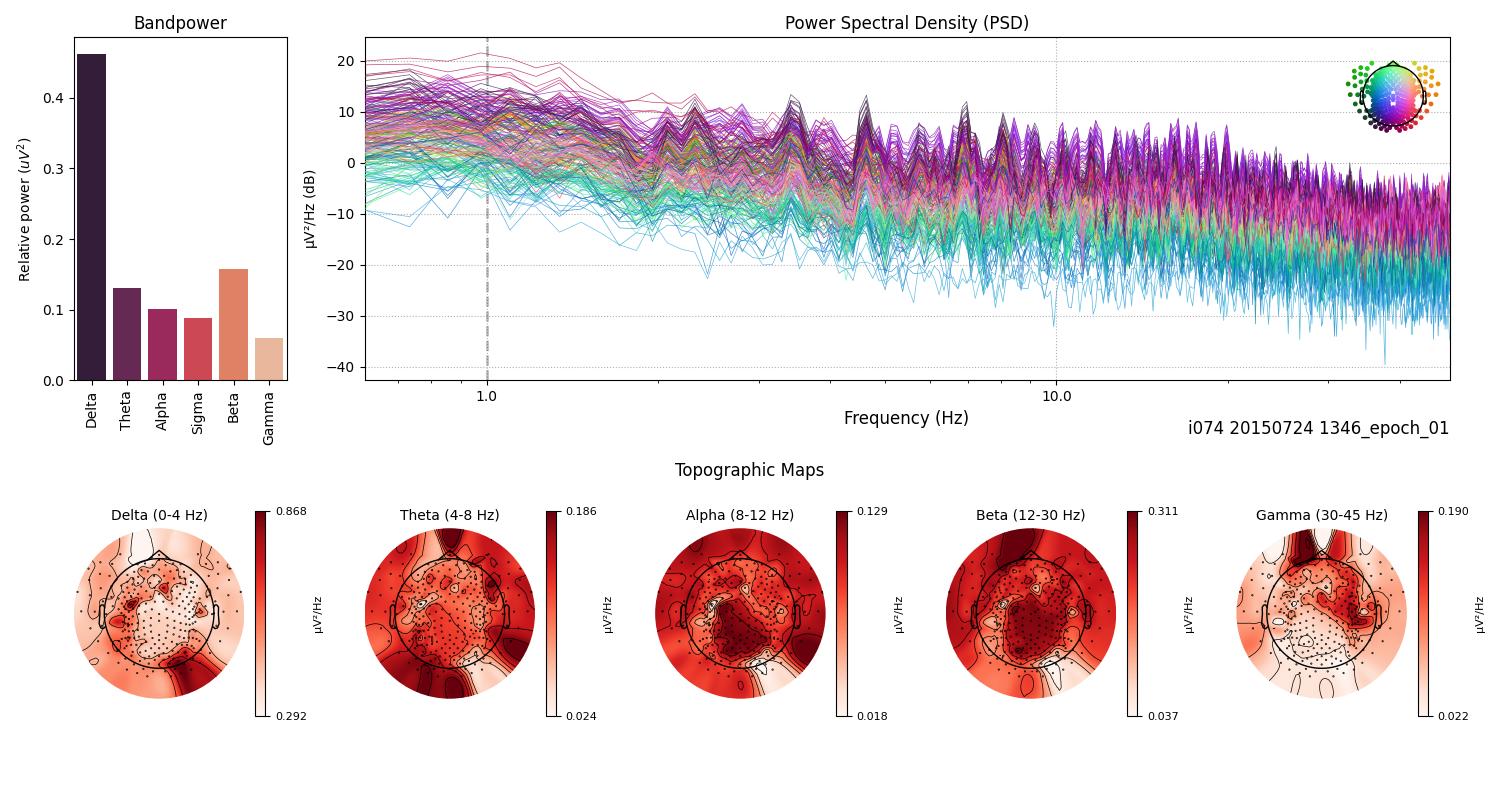 Bandpower
Power Spectral Density (PSD)
Relative power (uV²)
0.4
0.3
0.2
0.1
0.0
Delta
Theta
Alpha
Sigma
Beta
Gamma
µV²/Hz (dB)
20
10
0
−10
−20
−30
−40
1.0
10.0
Frequency (Hz)
i074 20150724 1346_epoch_01
Topographic Maps
Delta (0-4 Hz)
0.868
0.292
µV²/Hz
Theta (4-8 Hz)
0.186
0.024
µV²/Hz
Alpha (8-12 Hz)
0.129
0.018
µV²/Hz
Beta (12-30 Hz)
0.311
0.037
µV²/Hz
Gamma (30-45 Hz)
0.190
0.022
µV²/Hz